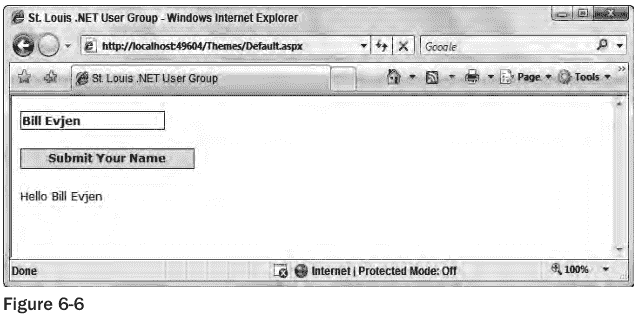 St. Louis .NET User Group - Windows Internet Explorer
http://localhost:49604/Themes/Default.aspx
Google
St. Louis .NET User Group
Page
Tools
Bill Evjen
Submit Your Name
Hello Bill Evjen
Done
Internet | Protected Mode: Off
100%
Figure 6-6